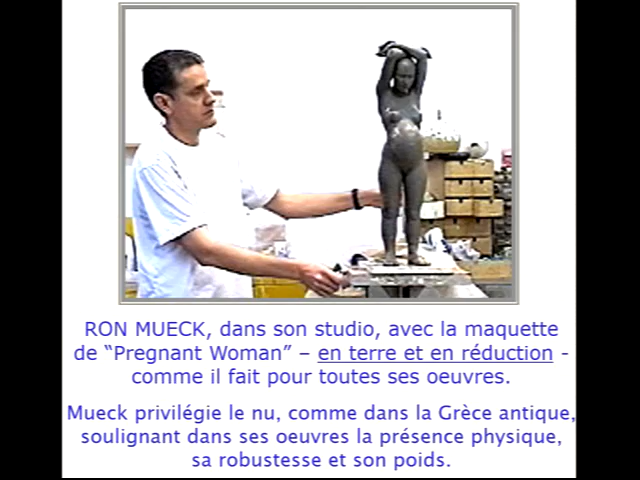 RON MUECK, dans son studio, avec la maquette
de “Pregnant Woman” – en terre et en réduction -
comme il fait pour toutes ses oeuvres.
Mueck privilégie le nu, comme dans la Grèce antique,
soulignant dans ses oeuvres la présence physique,
sa robustesse et son poids.